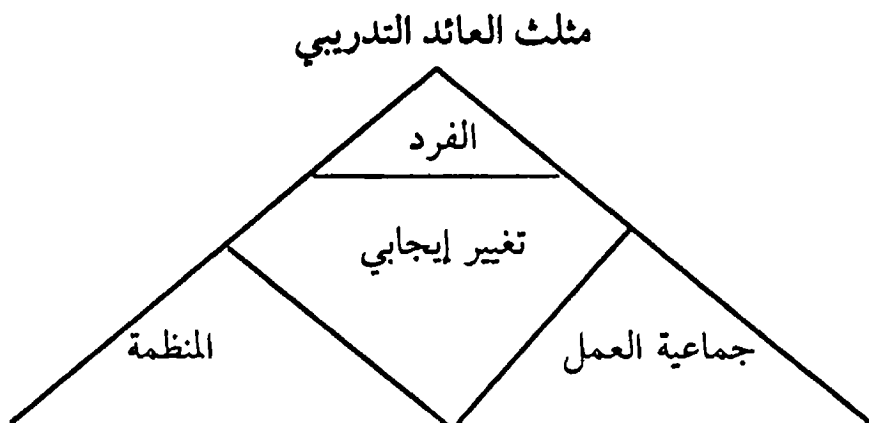 مثلث العائد التدريبي
الفرد
تغيير إيجابي
جماعية العمل
المنظمة